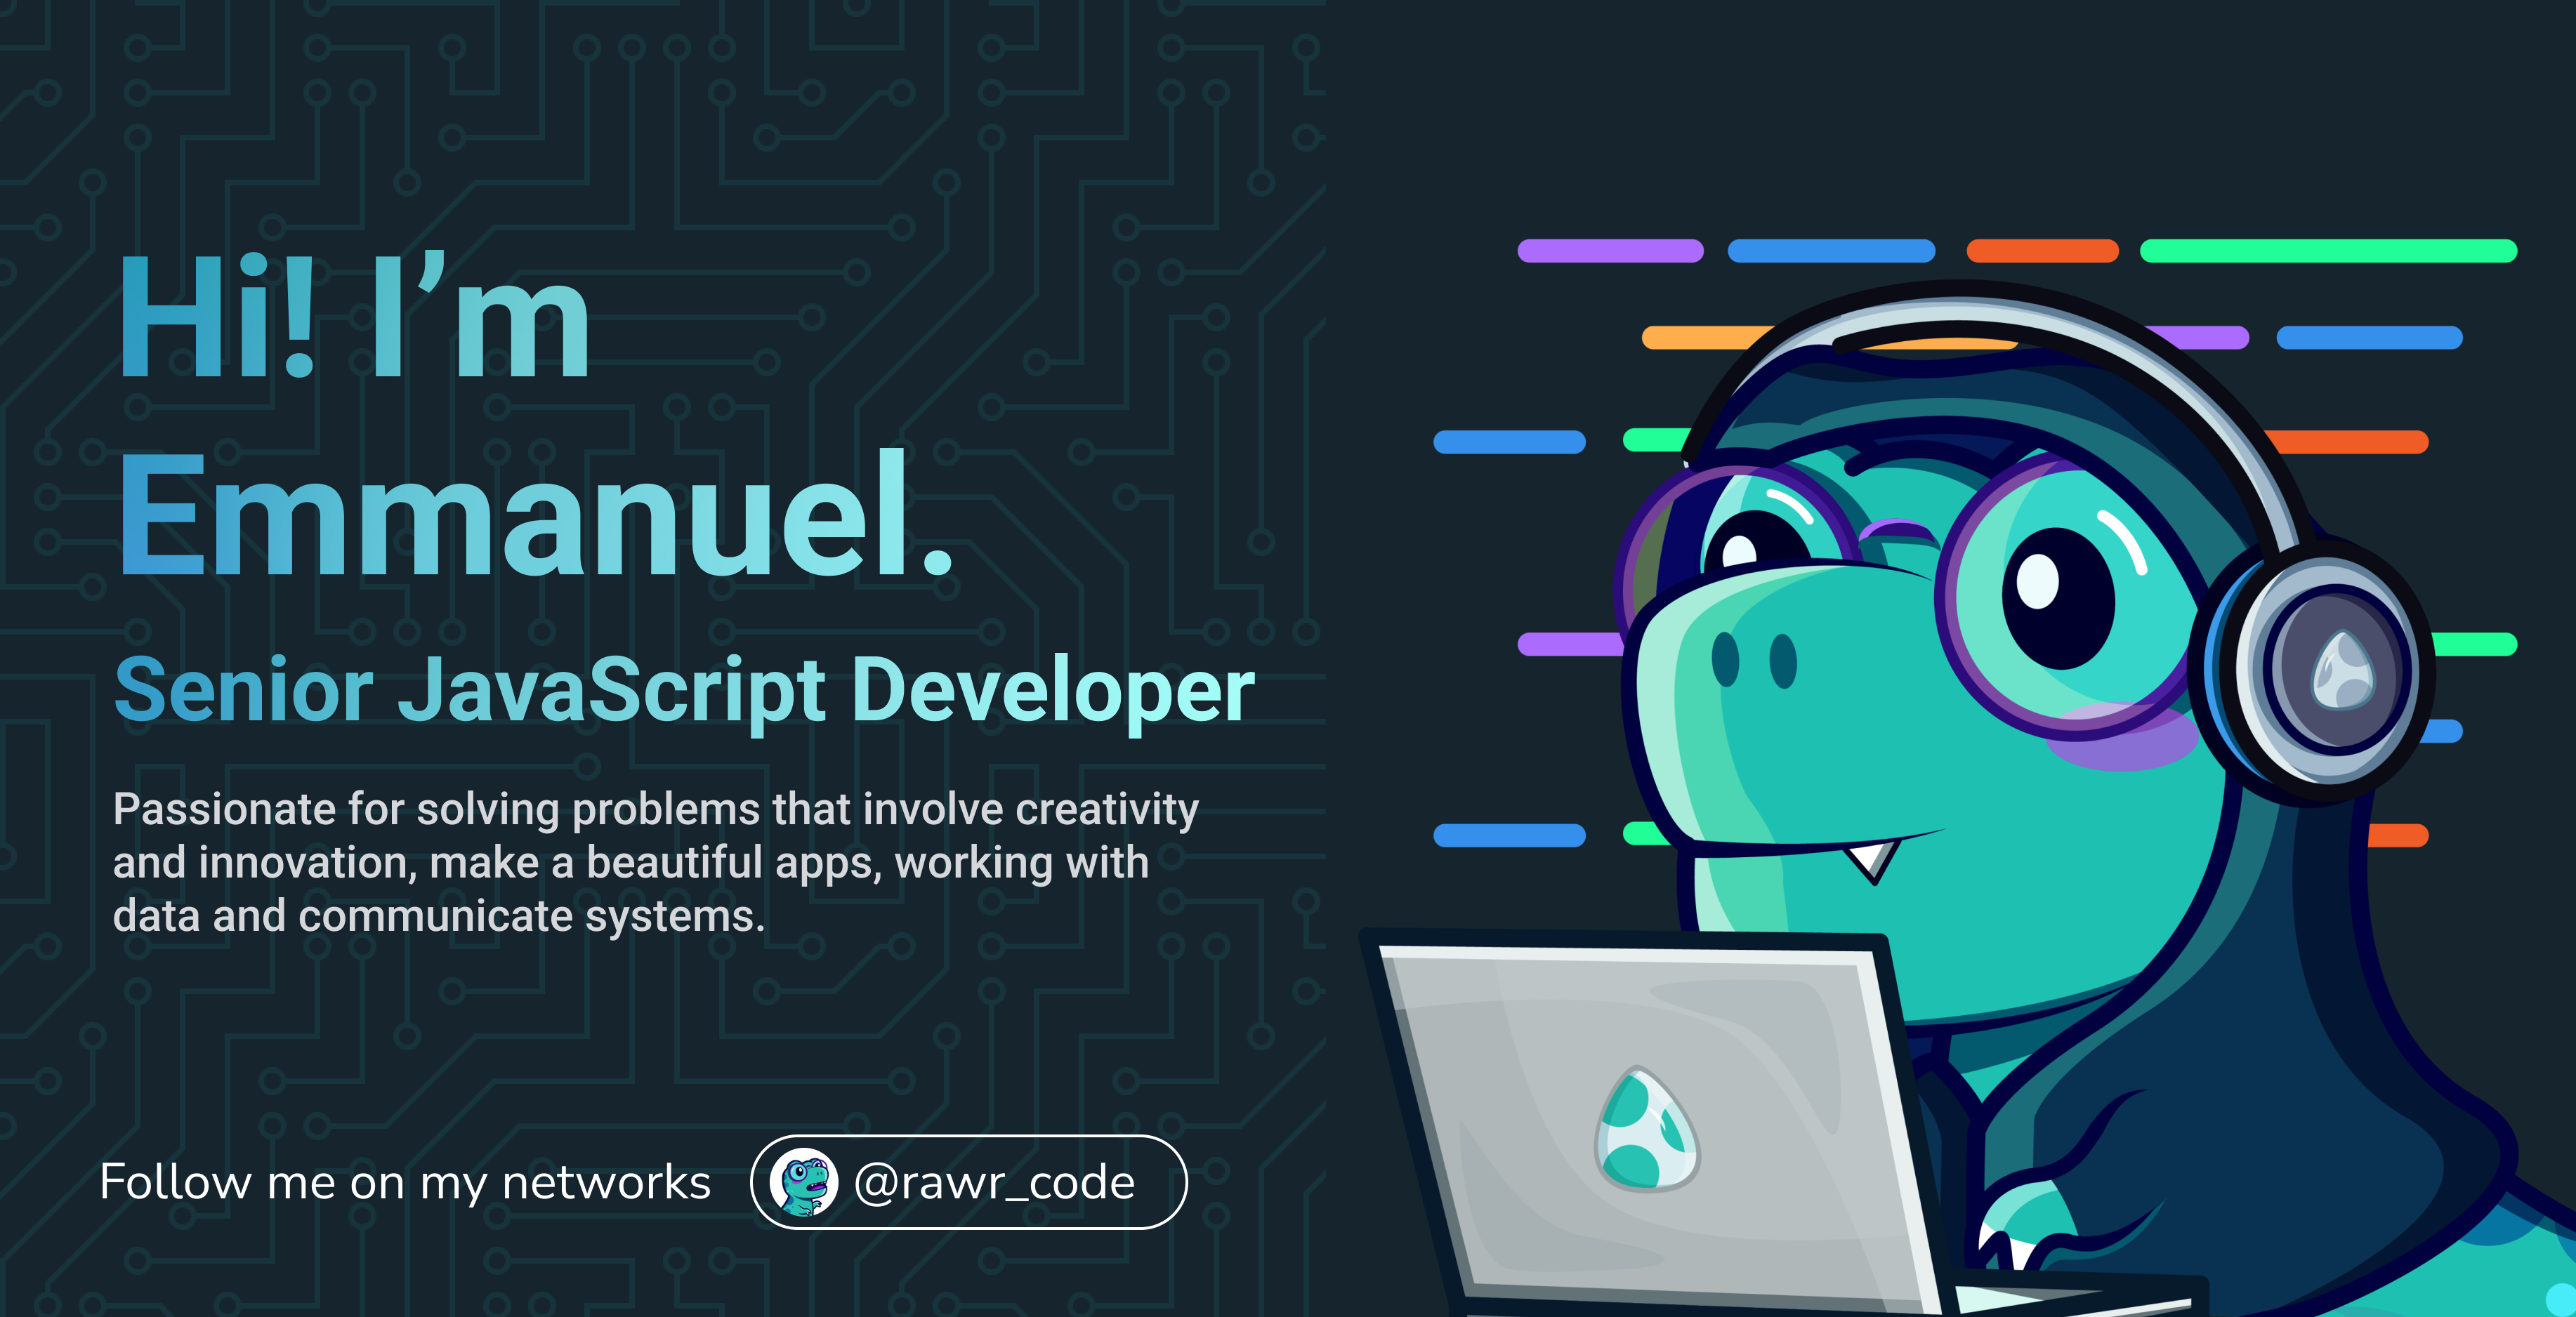 Hi! I’m
Emmanuel.
Senior JavaScript Developer
Passionate for solving problems that involve creativity
and innovation, make a beautiful apps, working with
data and communicate systems.
Follow me on my networks @rawr_code